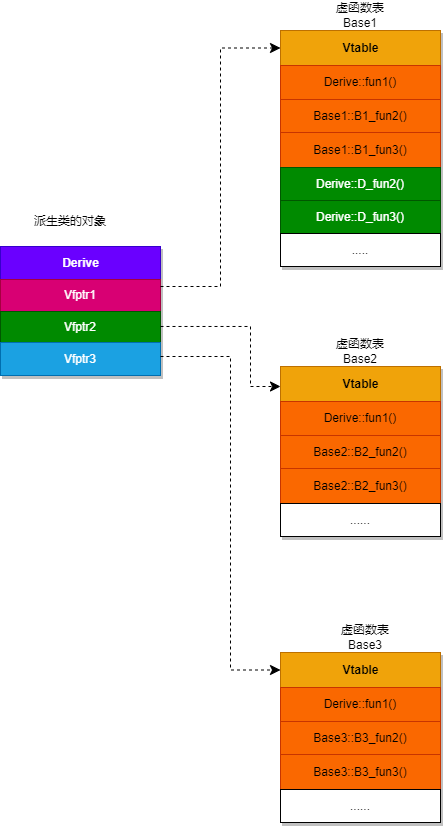 虚函数表
Base1
Vtable
Derive::fun1()
Base1::B1_fun2()
Base1::B1_fun3()
Derive::D_fun2()
Derive::D_fun3()
.....
派生类的对象
Derive
Vfptr1
Vfptr2
Vfptr3
虚函数表
Base2
Vtable
Derive::fun1()
Base2::B2_fun2()
Base2::B2_fun3()
......
虚函数表
Base3
Vtable
Derive::fun1()
Base3::B3_fun2()
Base3::B3_fun3()
......